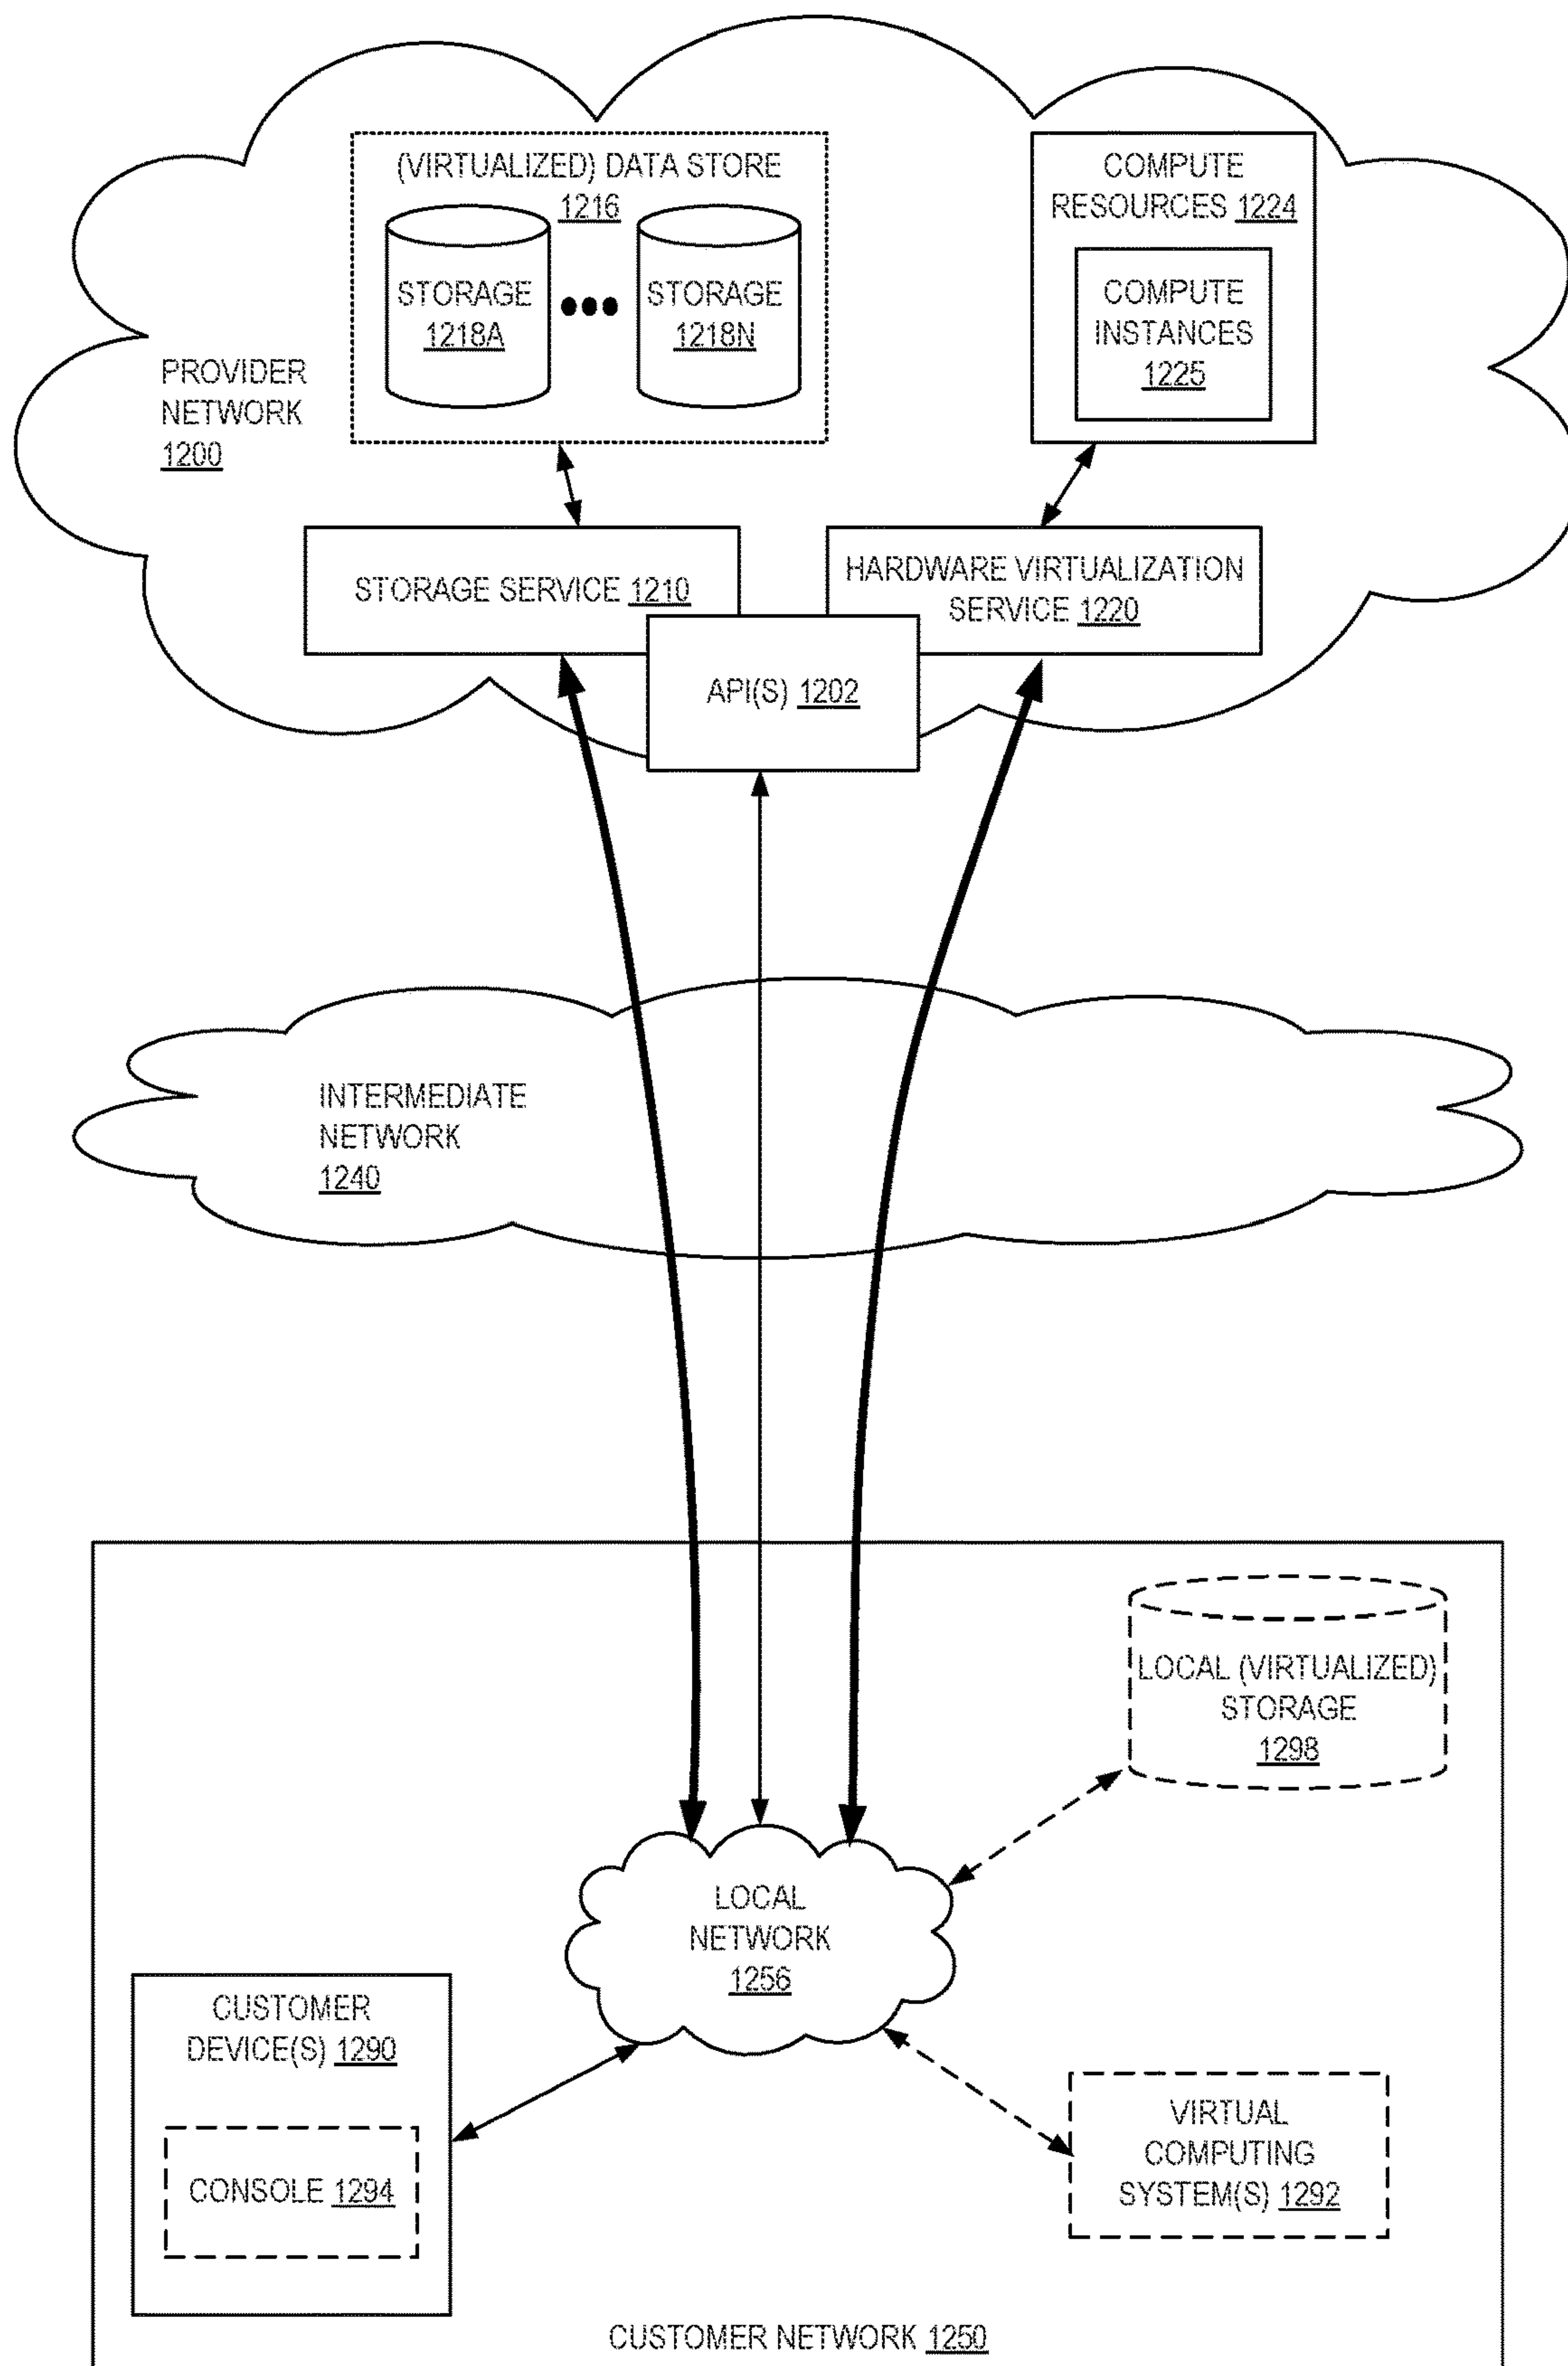 (VIRTUALIZED) DATA STORE
1216
STORAGE
1218A
STORAGE
1218N
COMPUTE
RESOURCES 1224
COMPUTE
INSTANCES
1225
PROVIDER
NETWORK
1200
STORAGE SERVICE 1210
HARDWARE VIRTUALIZATION
SERVICE 1220
API(S) 1202
INTERMEDIATE
NETWORK
1240
LOCAL (VIRTUALIZED)
STORAGE
1298
LOCAL
NETWORK
1256
CUSTOMER
DEVICE(S) 1290
CONSOLE 1294
VIRTUAL
COMPUTING
SYSTEM(S) 1292
CUSTOMER NETWORK 1250